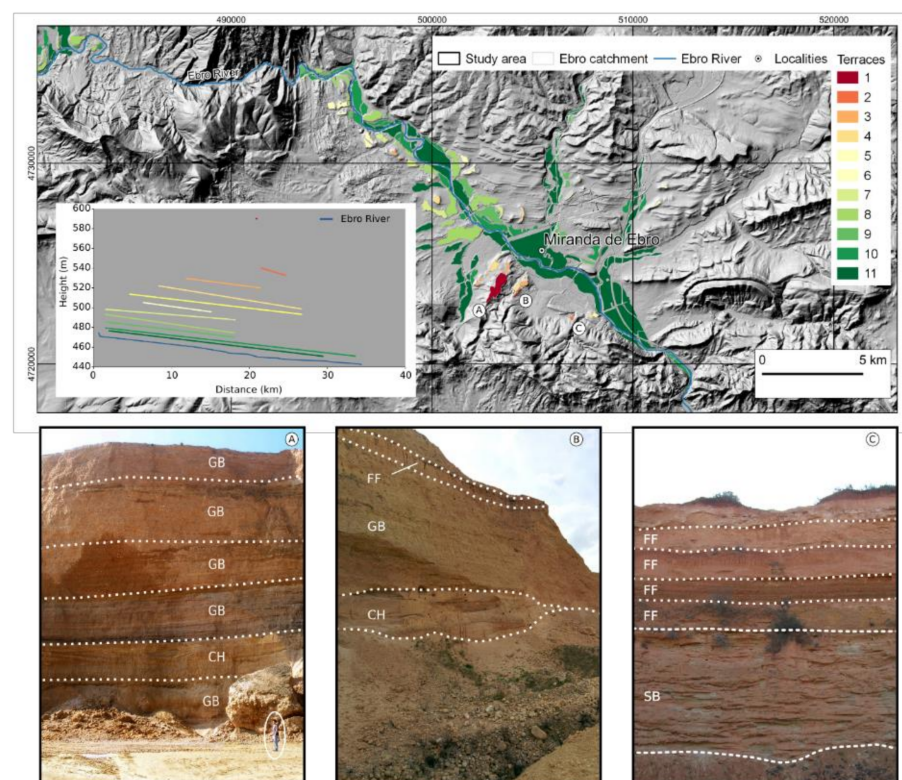 490000 500000 510000 520000
Study area Ebro catchment Ebro River Localities Terraces
1
2
3
4
5
6
7
8
9
10
11
Ebro River
4730000
4720000
Miranda de Ebro
A
B
C
0 5 km
Ebro River
Height (m)
600
580
560
540
520
500
480
460
440
0 10 20 30 40
Distance (km)
A
GB
GB
GB
GB
CH
GB
B
FF
GB
CH
C
FF
FF
FF
FF
SB